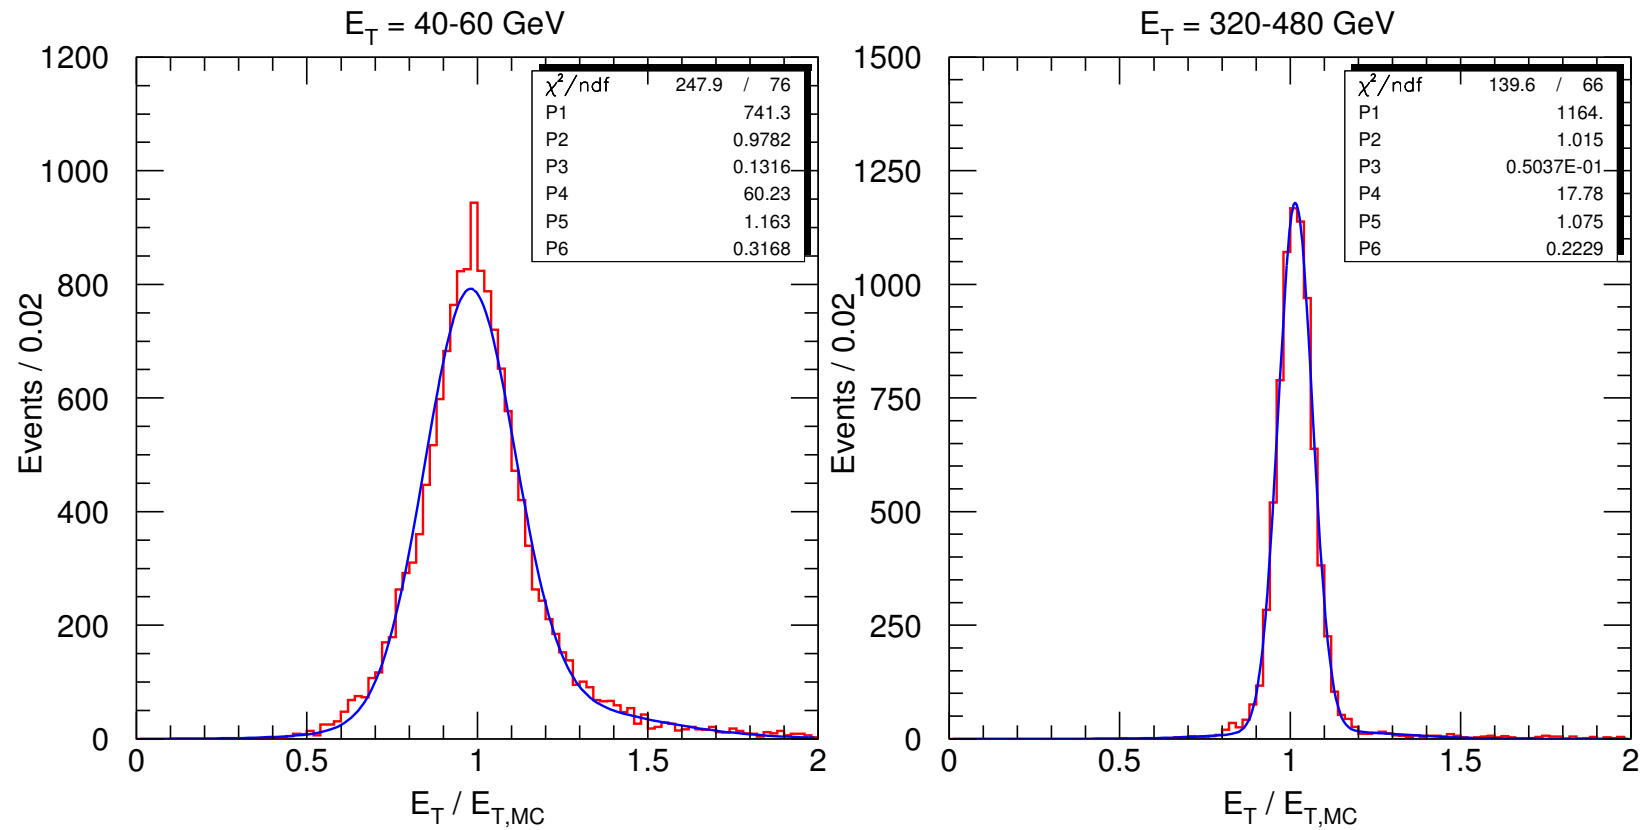 E_T = 40-60 GeV
1200
1000
800
600
400
200
0
Events / 0.02
χ²/ndf 247.9 / 76
P1 741.3
P2 0.9782
P3 0.1316
P4 60.23
P5 1.163
P6 0.3168
0 0.5 1 1.5 2
E_T / E_T,MC
E_T = 320-480 GeV
1500
1250
1000
750
500
250
0
Events / 0.02
χ²/ndf 139.6 / 66
P1 1164.
P2 1.015
P3 0.5037E-01
P4 17.78
P5 1.075
P6 0.2229
0 0.5 1 1.5 2
E_T / E_T,MC